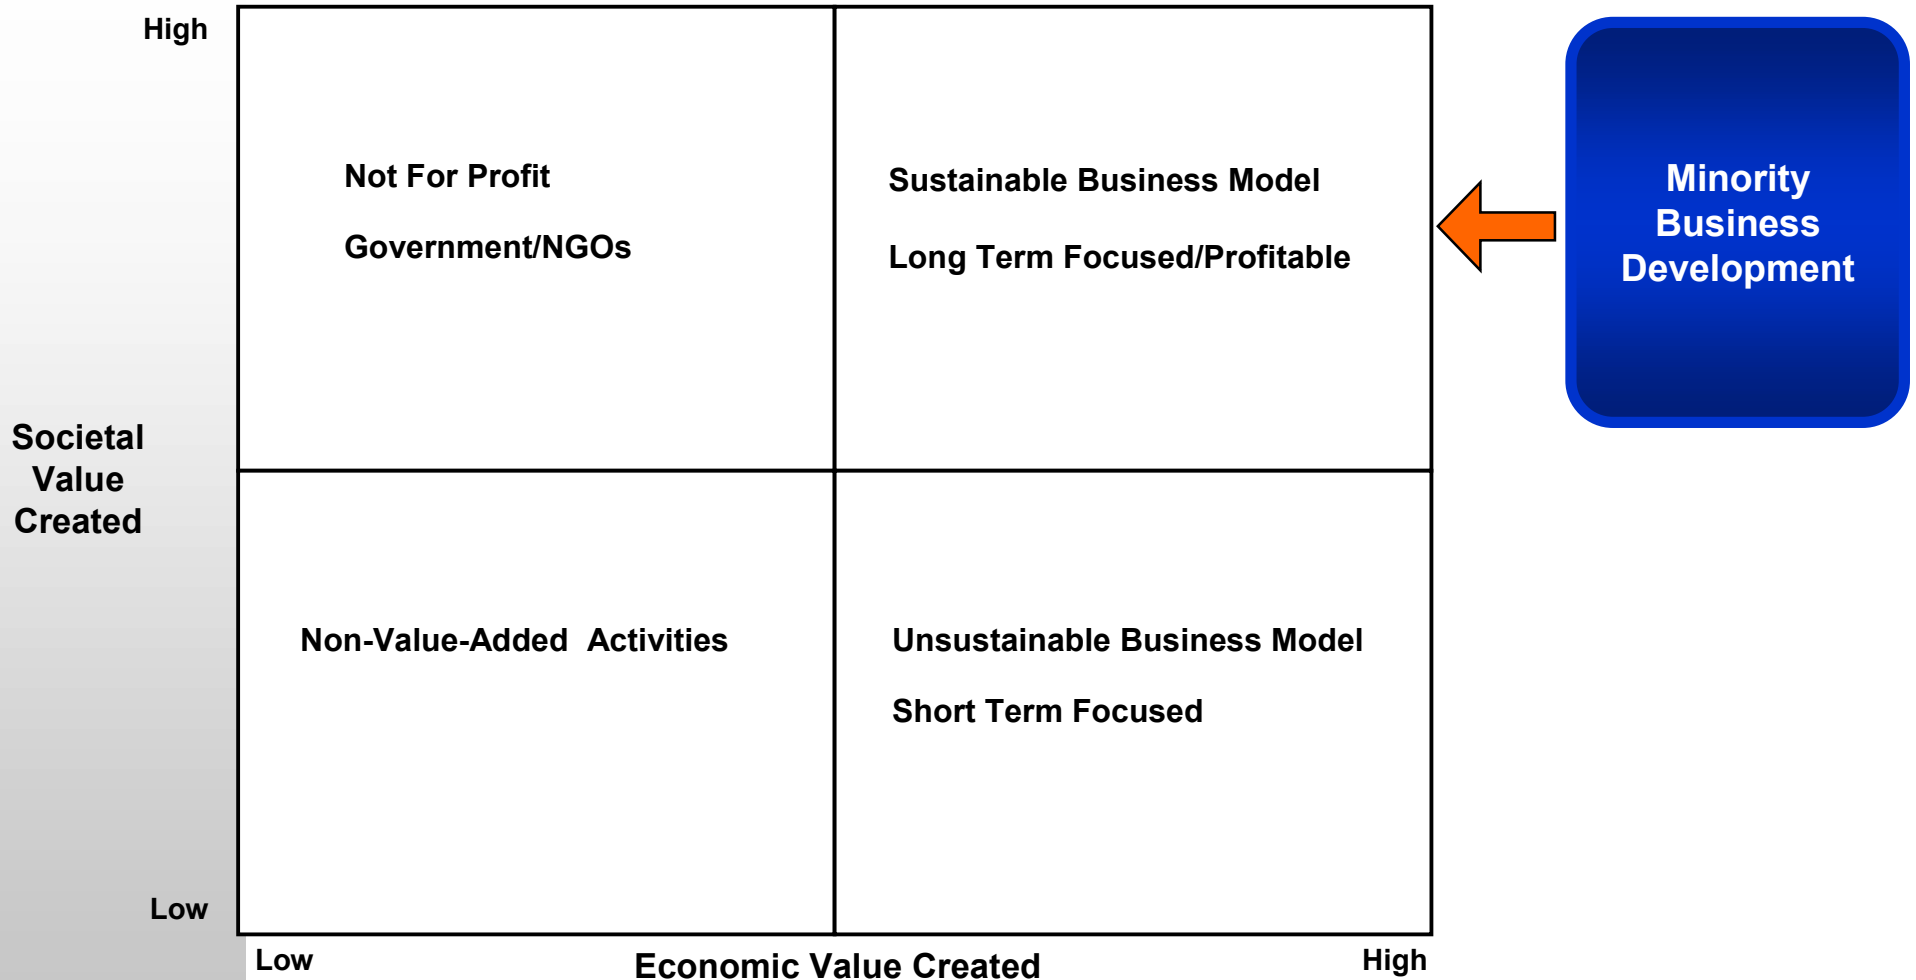 High
Not For Profit
Government/NGOs
Sustainable Business Model
Long Term Focused/Profitable
Minority
Business
Development
Societal
Value
Created
Non-Value-Added  Activities
Unsustainable Business Model
Short Term Focused
Low
Low
Economic Value Created
High